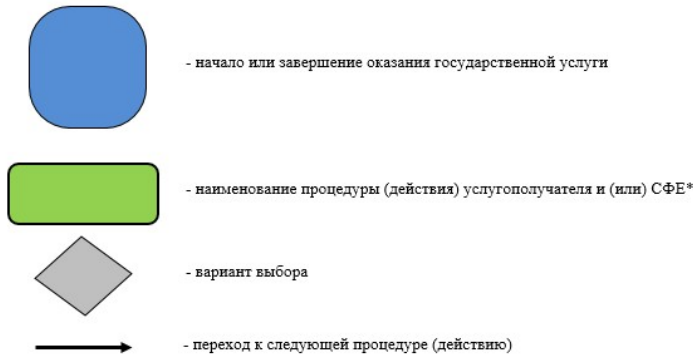 - начало или завершение оказания государственной услуги
- наименование процедуры (действия) услугополучателя и (или) СФЕ*
- вариант выбора
- переход к следующей процедуре (действию)